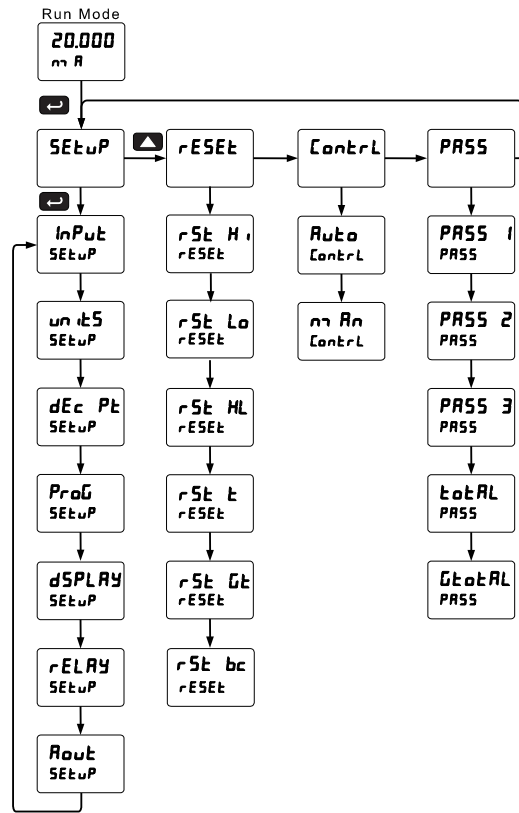 Run Mode
20.000
mA
SEtuP
rESEt
ContrL
PASS
InPut
SEtuP
rSt Hi
rESEt
Auto
ContrL
PASS 1
PASS
unitS
SEtuP
rSt Lo
rESEt
mAn
ContrL
PASS 2
PASS
dEc Pt
SEtuP
rSt HL
rESEt
PASS 3
PASS
ProG
SEtuP
rSt t
rESEt
totAL
PASS
dSPLAY
SEtuP
rSt Gt
rESEt
GtotAL
PASS
rELAY
SEtuP
rSt bc
rESEt
Aout
SEtuP